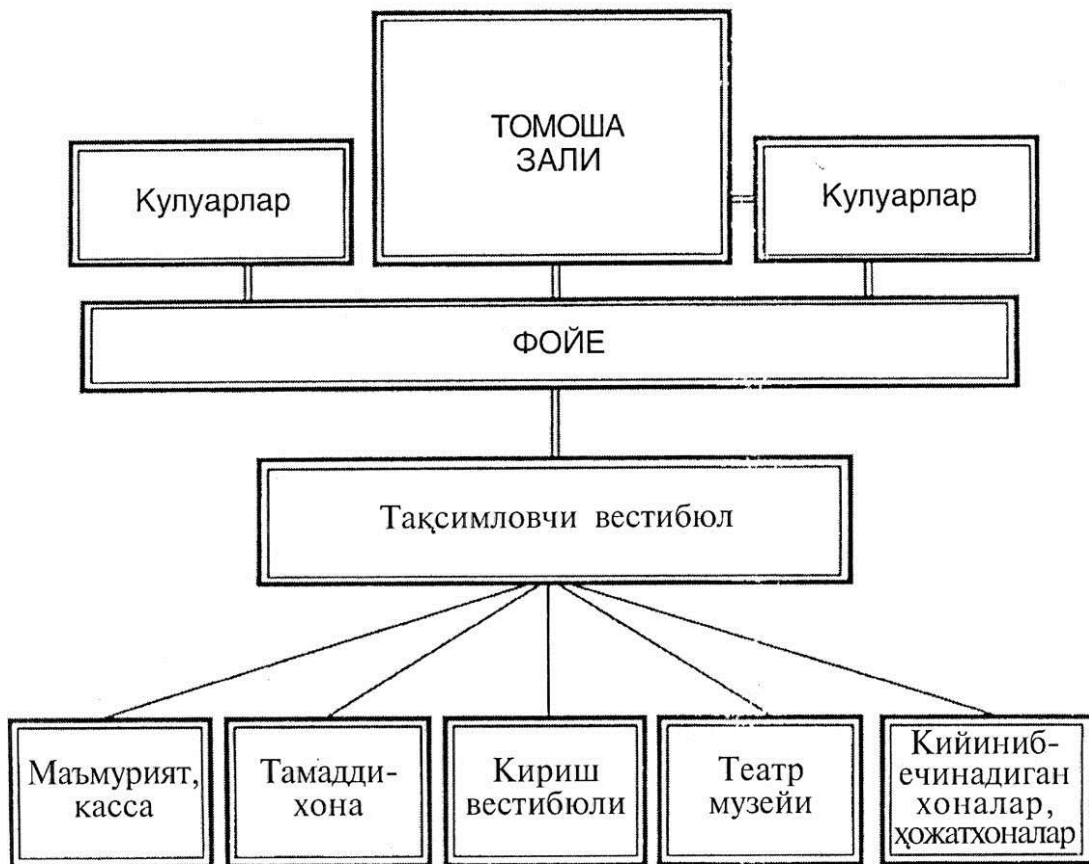 ТОМОША
ЗАЛИ
Кулуарлар
Кулуарлар
ФОЙЕ
Тақсимловчи вестибюл
Маъмурият,
касса
Тамадди-
хона
Кириш
вестибюли
Театр
музейи
Кийиниб-
ечинадиган
хоналар,
ҳожатхоналар